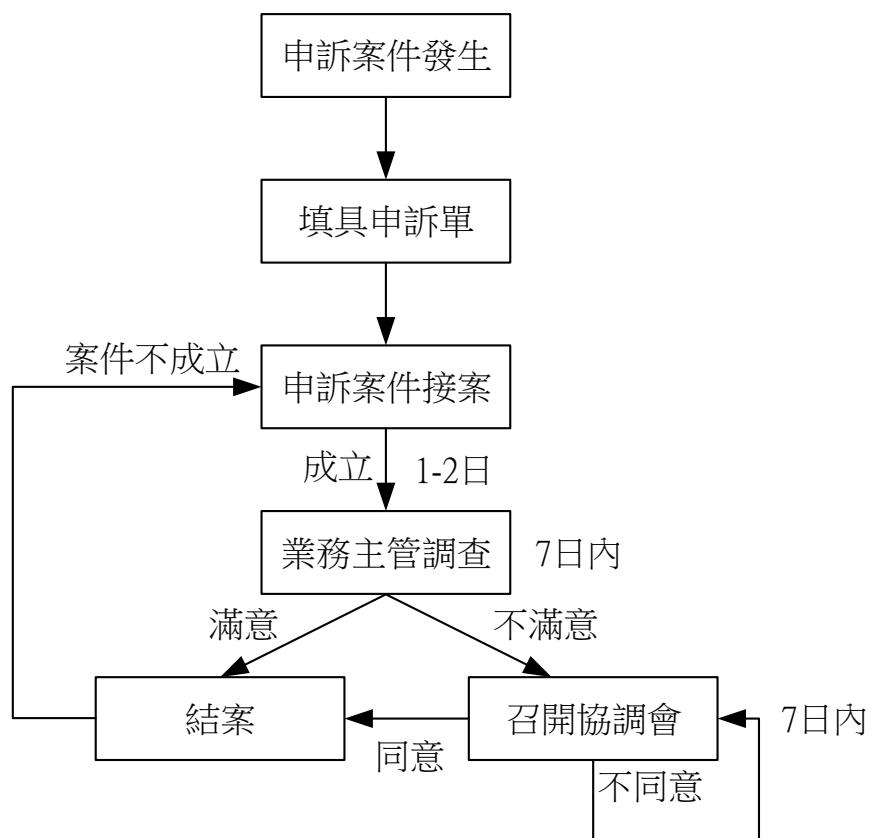 申訴案件發生
填具申訴單
案件不成立
申訴案件接案
成立 1-2日
業務主管調查 7日內
滿意 不滿意
結案 召開協調會 7日內
同意
不同意